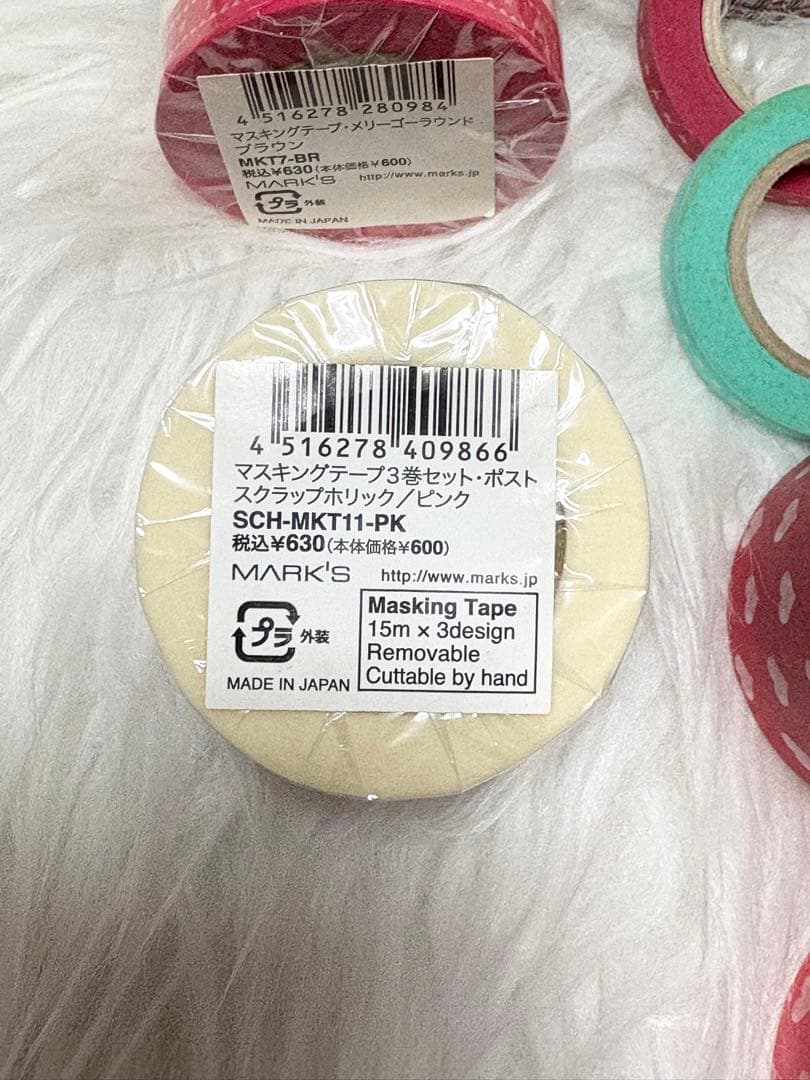 4 516278 280984
マスキングテープ・メリーゴーラウンド
ブラウン
MKT7-BR
税込¥630(本体価格¥600)
MARK'S http://www.marks.jp
プラ 外装
MADE IN JAPAN
4 516278 409866
マスキングテープ3巻セット・ポスト
スクラップホリック/ピンク
SCH-MKT11-PK
税込¥630(本体価格¥600)
MARK'S http://www.marks.jp
プラ 外装
MADE IN JAPAN
Masking Tape
15m × 3design
Removable
Cuttable by hand